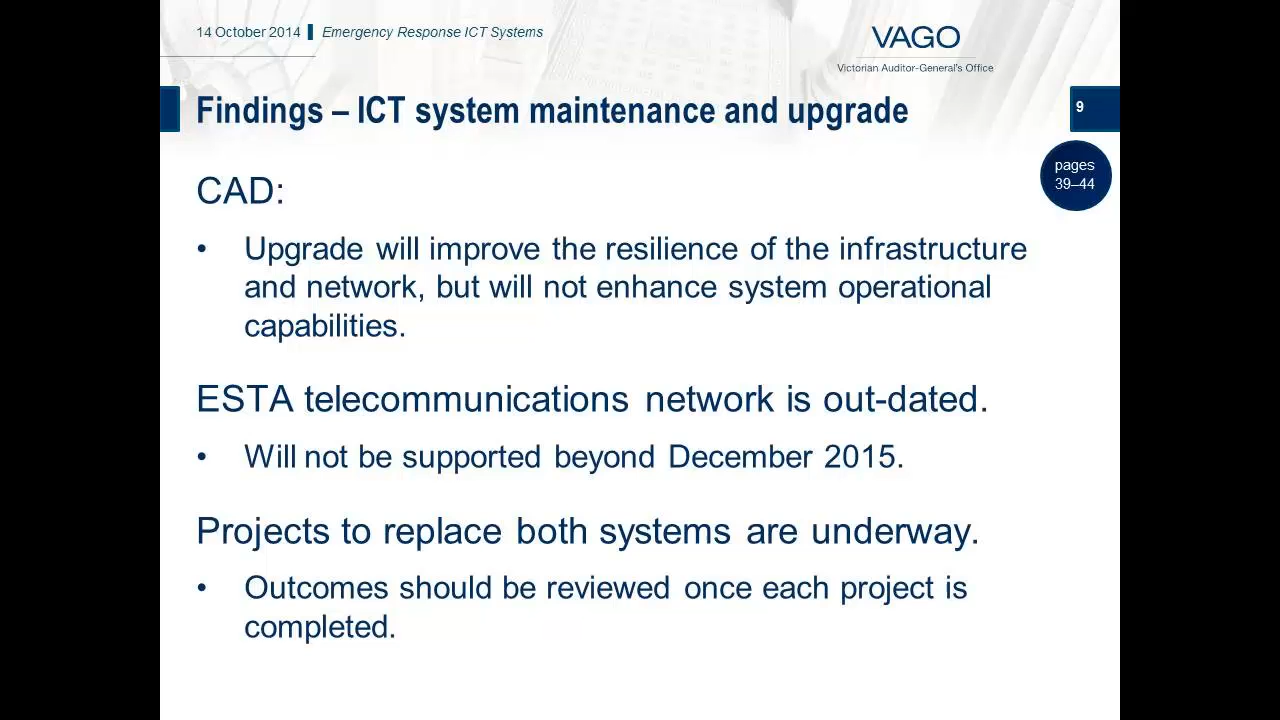 14 October 2014 Emergency Response ICT Systems
VAGO
Victorian Auditor-General's Office
Findings – ICT system maintenance and upgrade
9
pages
39–44
CAD:
• Upgrade will improve the resilience of the infrastructure
and network, but will not enhance system operational
capabilities.
ESTA telecommunications network is out-dated.
• Will not be supported beyond December 2015.
Projects to replace both systems are underway.
• Outcomes should be reviewed once each project is
completed.